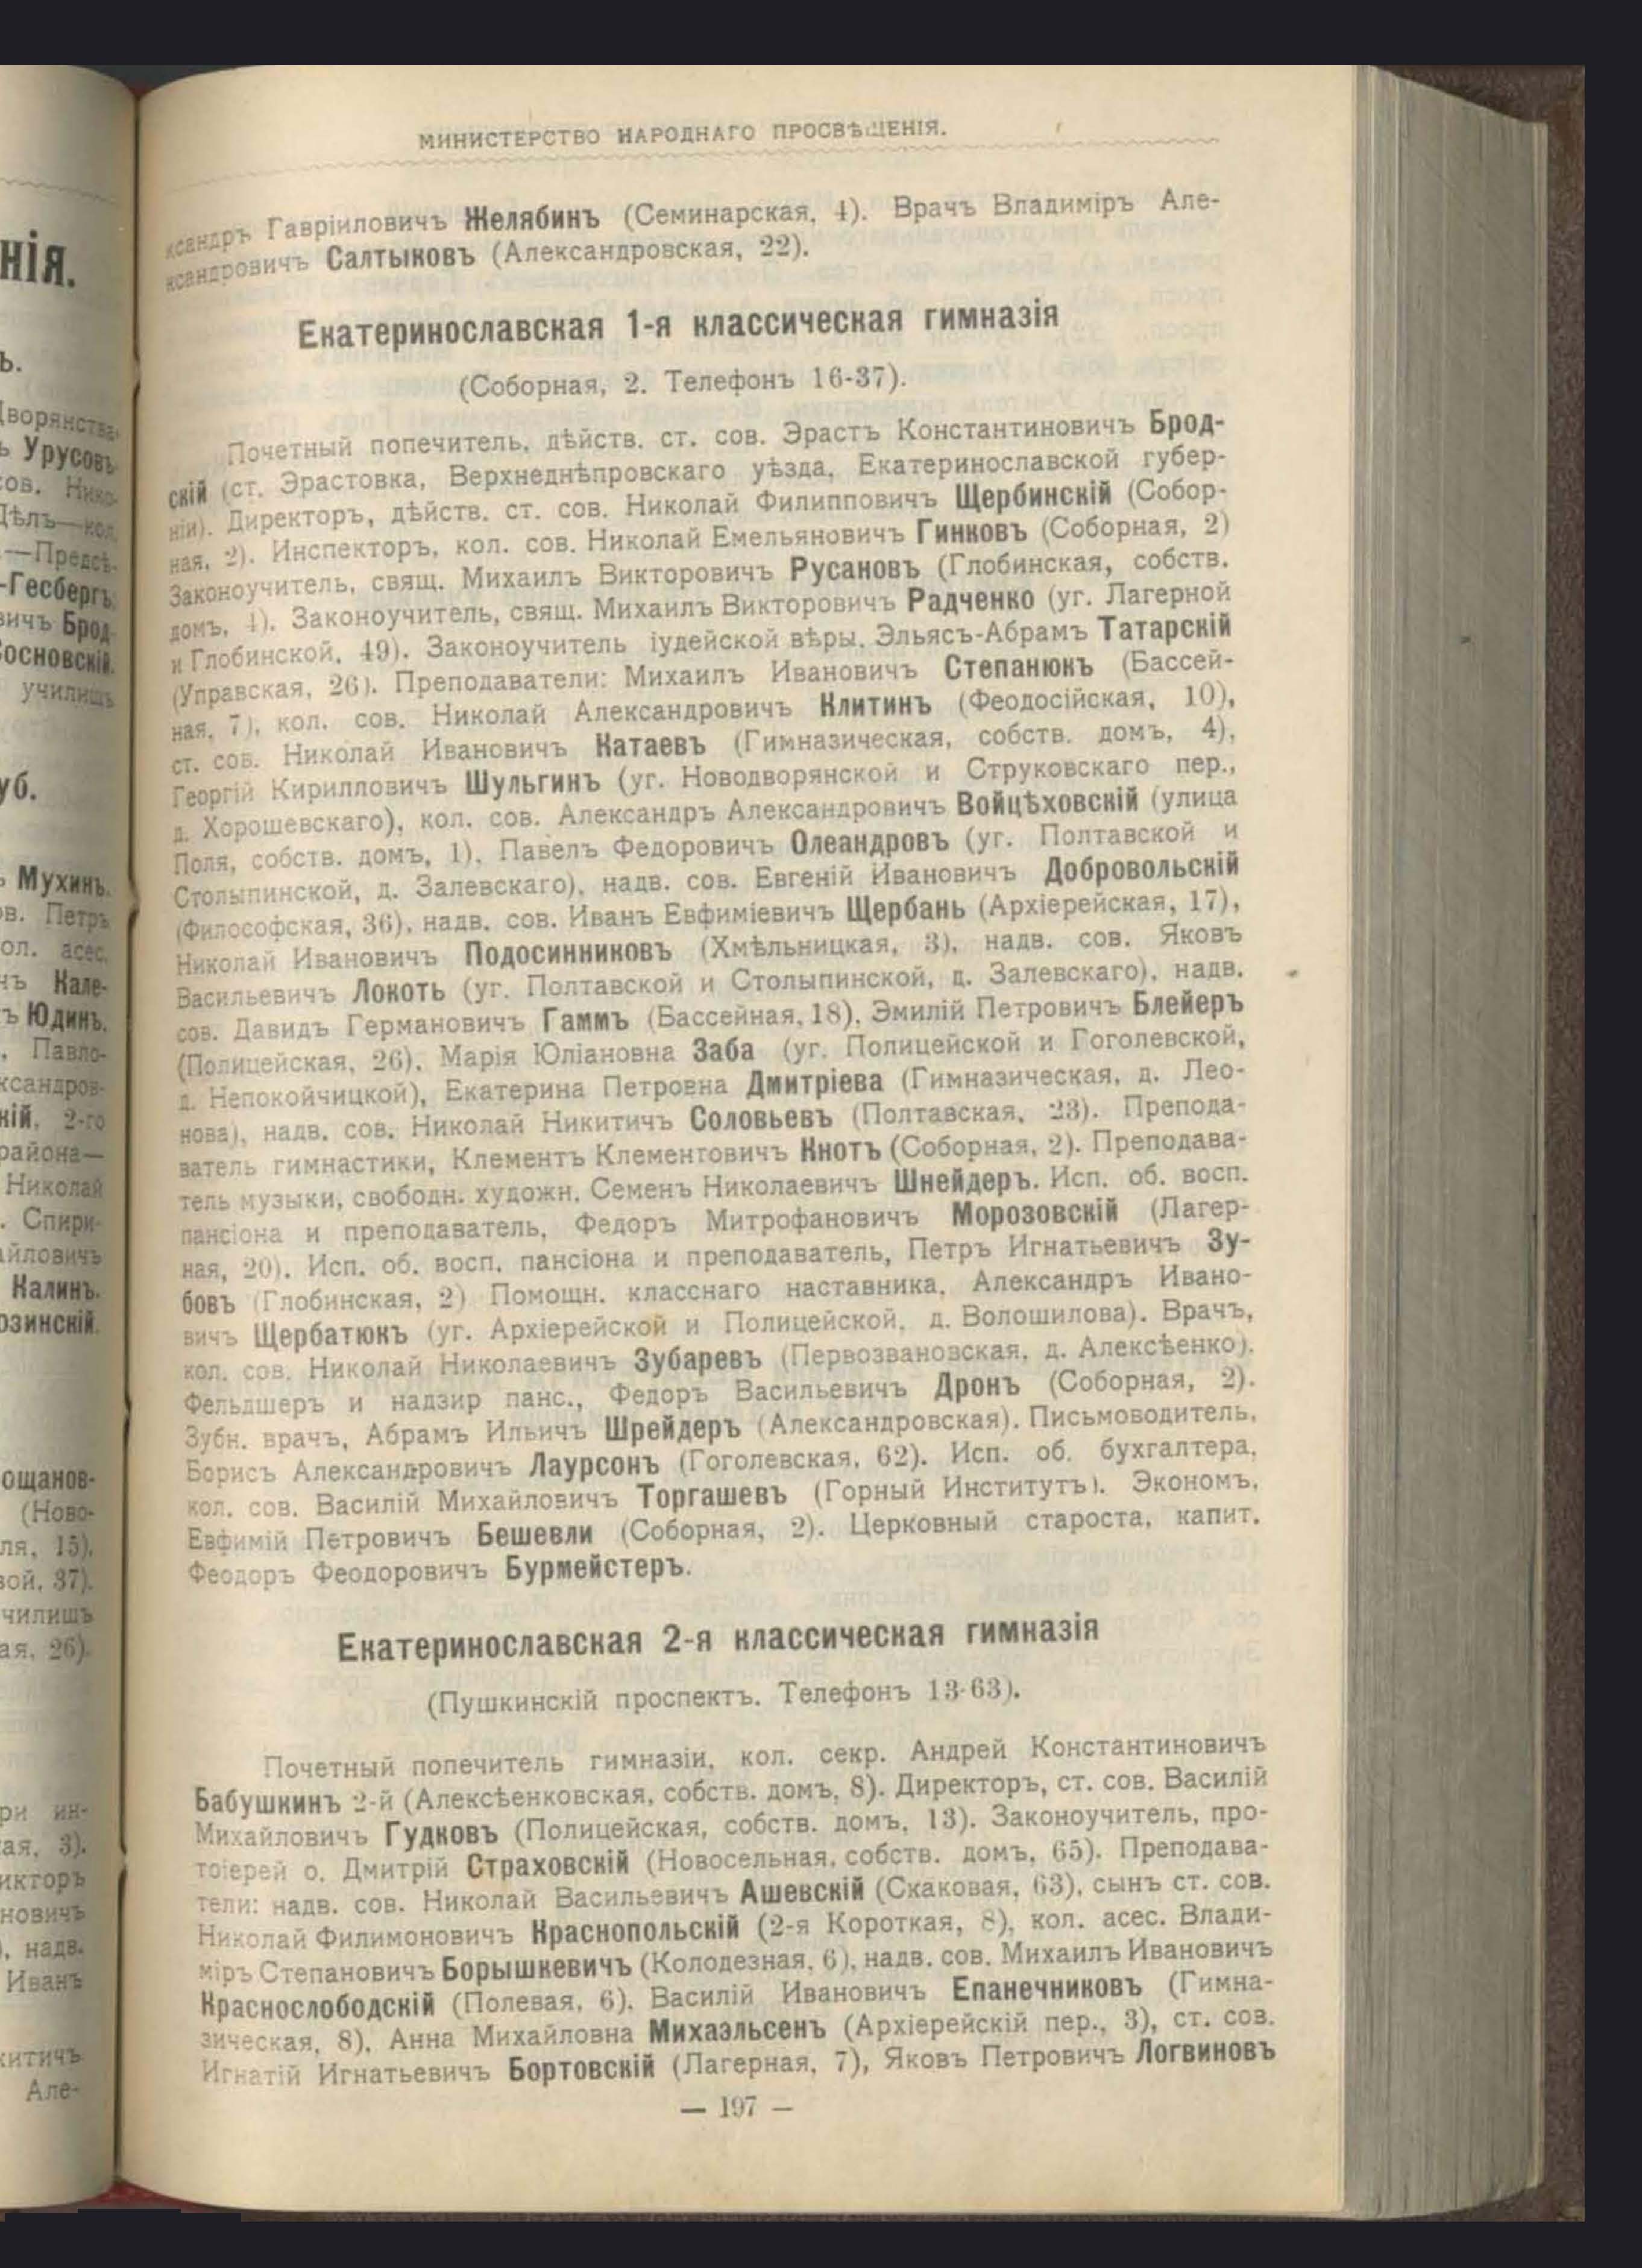 МИНИСТЕРСТВО НАРОДНАГО ПРОСВѢЩЕНІЯ.
ксандръ Гавріиловичъ Желябинъ (Семинарская, 4). Врачъ Владиміръ Але-
ксандровичъ Салтыковъ (Александровская, 22).
Екатеринославская 1-я классическая гимназія
(Соборная, 2. Телефонъ 16-37).
Почетный попечитель, дѣйств. ст. сов. Эрастъ Константиновичъ Брод-
скій (ст. Эрастовка, Верхнеднѣпровскаго уѣзда, Екатеринославской губер-
ніи). Директоръ, дѣйств. ст. сов. Николай Филипповичъ Щербинскій (Собор-
ная, 2). Инспекторъ, кол. сов. Николай Емельяновичъ Гинковъ (Соборная, 2)
Законоучитель, свящ. Михаилъ Викторовичъ Русановъ (Глобинская, собств.
домъ, 4). Законоучитель, свящ. Михаилъ Викторовичъ Радченко (уг. Лагерной
и Глобинской, 49). Законоучитель іудейской вѣры, Эльясъ-Абрамъ Татарскій
(Управская, 26). Преподаватели: Михаилъ Ивановичъ Степанюкъ (Бассей-
ная, 7), кол. сов. Николай Александровичъ Клитинъ (Феодосійская, 10),
ст. сов. Николай Ивановичъ Катаевъ (Гимназическая, собств. домъ, 4),
Георгій Кирилловичъ Шульгинъ (уг. Новодворянской и Струковскаго пер.,
д. Хорошевскаго), кол. сов. Александръ Александровичъ Войцѣховскій (улица
Поля, собств. домъ, 1), Павелъ Федоровичъ Олеандровъ (уг. Полтавской и
Столыпинской, д. Залевскаго), надв. сов. Евгеній Ивановичъ Добровольскій
(Философская, 36), надв. сов. Иванъ Евфиміевичъ Щербань (Архіерейская, 17),
Николай Ивановичъ Подосинниковъ (Хмѣльницкая, 3), надв. сов. Яковъ
Васильевичъ Локоть (уг. Полтавской и Столыпинской, д. Залевскаго), надв.
сов. Давидъ Германовичъ Гаммъ (Бассейная, 18), Эмилій Петровичъ Блейеръ
(Полицейская, 26), Марія Юліановна Заба (уг. Полицейской и Гоголевской,
д. Непокойчицкой), Екатерина Петровна Дмитріева (Гимназическая, д. Лео-
нова), надв. сов. Николай Никитичъ Соловьевъ (Полтавская, 23). Препода-
ватель гимнастики, Клементъ Клементовичъ Кнотъ (Соборная, 2). Преподава-
тель музыки, свободн. художн. Семенъ Николаевичъ Шнейдеръ. Исп. об. восп.
пансіона и преподаватель, Федоръ Митрофановичъ Морозовскій (Лагер-
ная, 20). Исп. об. восп. пансіона и преподаватель, Петръ Игнатьевичъ Зу-
бовъ (Глобинская, 2) Помощн. класснаго наставника, Александръ Ивано-
вичъ Щербатюкъ (уг. Архіерейской и Полицейской, д. Волошилова). Врачъ,
кол. сов. Николай Николаевичъ Зубаревъ (Первозвановская, д. Алексѣенко).
Фельдшеръ и надзир панс., Федоръ Васильевичъ Дронъ (Соборная, 2).
Зубн. врачъ, Абрамъ Ильичъ Шрейдеръ (Александровская). Письмоводитель,
Борисъ Александровичъ Лаурсонъ (Гоголевская, 62). Исп. об. бухгалтера,
кол. сов. Василій Михайловичъ Торгашевъ (Горный Институтъ). Экономъ,
Евфимій Петровичъ Бешевли (Соборная, 2). Церковный староста, капит.
Феодоръ Феодоровичъ Бурмейстеръ.
Екатеринославская 2-я классическая гимназія
(Пушкинскій проспектъ. Телефонъ 13-63).
Почетный попечитель гимназіи, кол. секр. Андрей Константиновичъ
Бабушкинъ 2-й (Алексѣенковская, собств. домъ, 8). Директоръ, ст. сов. Василій
Михайловичъ Гудковъ (Полицейская, собств. домъ, 13). Законоучитель, про-
тоіерей о. Дмитрій Страховскій (Новосельная, собств. домъ, 65). Преподава-
тели: надв. сов. Николай Васильевичъ Ашевскій (Скаковая, 63), сынъ ст. сов.
Николай Филимоновичъ Краснопольскій (2-я Короткая, 8), кол. асес. Влади-
міръ Степановичъ Борышкевичъ (Колодезная, 6), надв. сов. Михаилъ Ивановичъ
Краснослободскій (Полевая, 6), Василій Ивановичъ Епанечниковъ (Гимна-
зическая, 8), Анна Михайловна Михаэльсенъ (Архіерейскій пер., 3), ст. сов.
Игнатій Игнатьевичъ Бортовскій (Лагерная, 7), Яковъ Петровичъ Логвиновъ
— 197 —